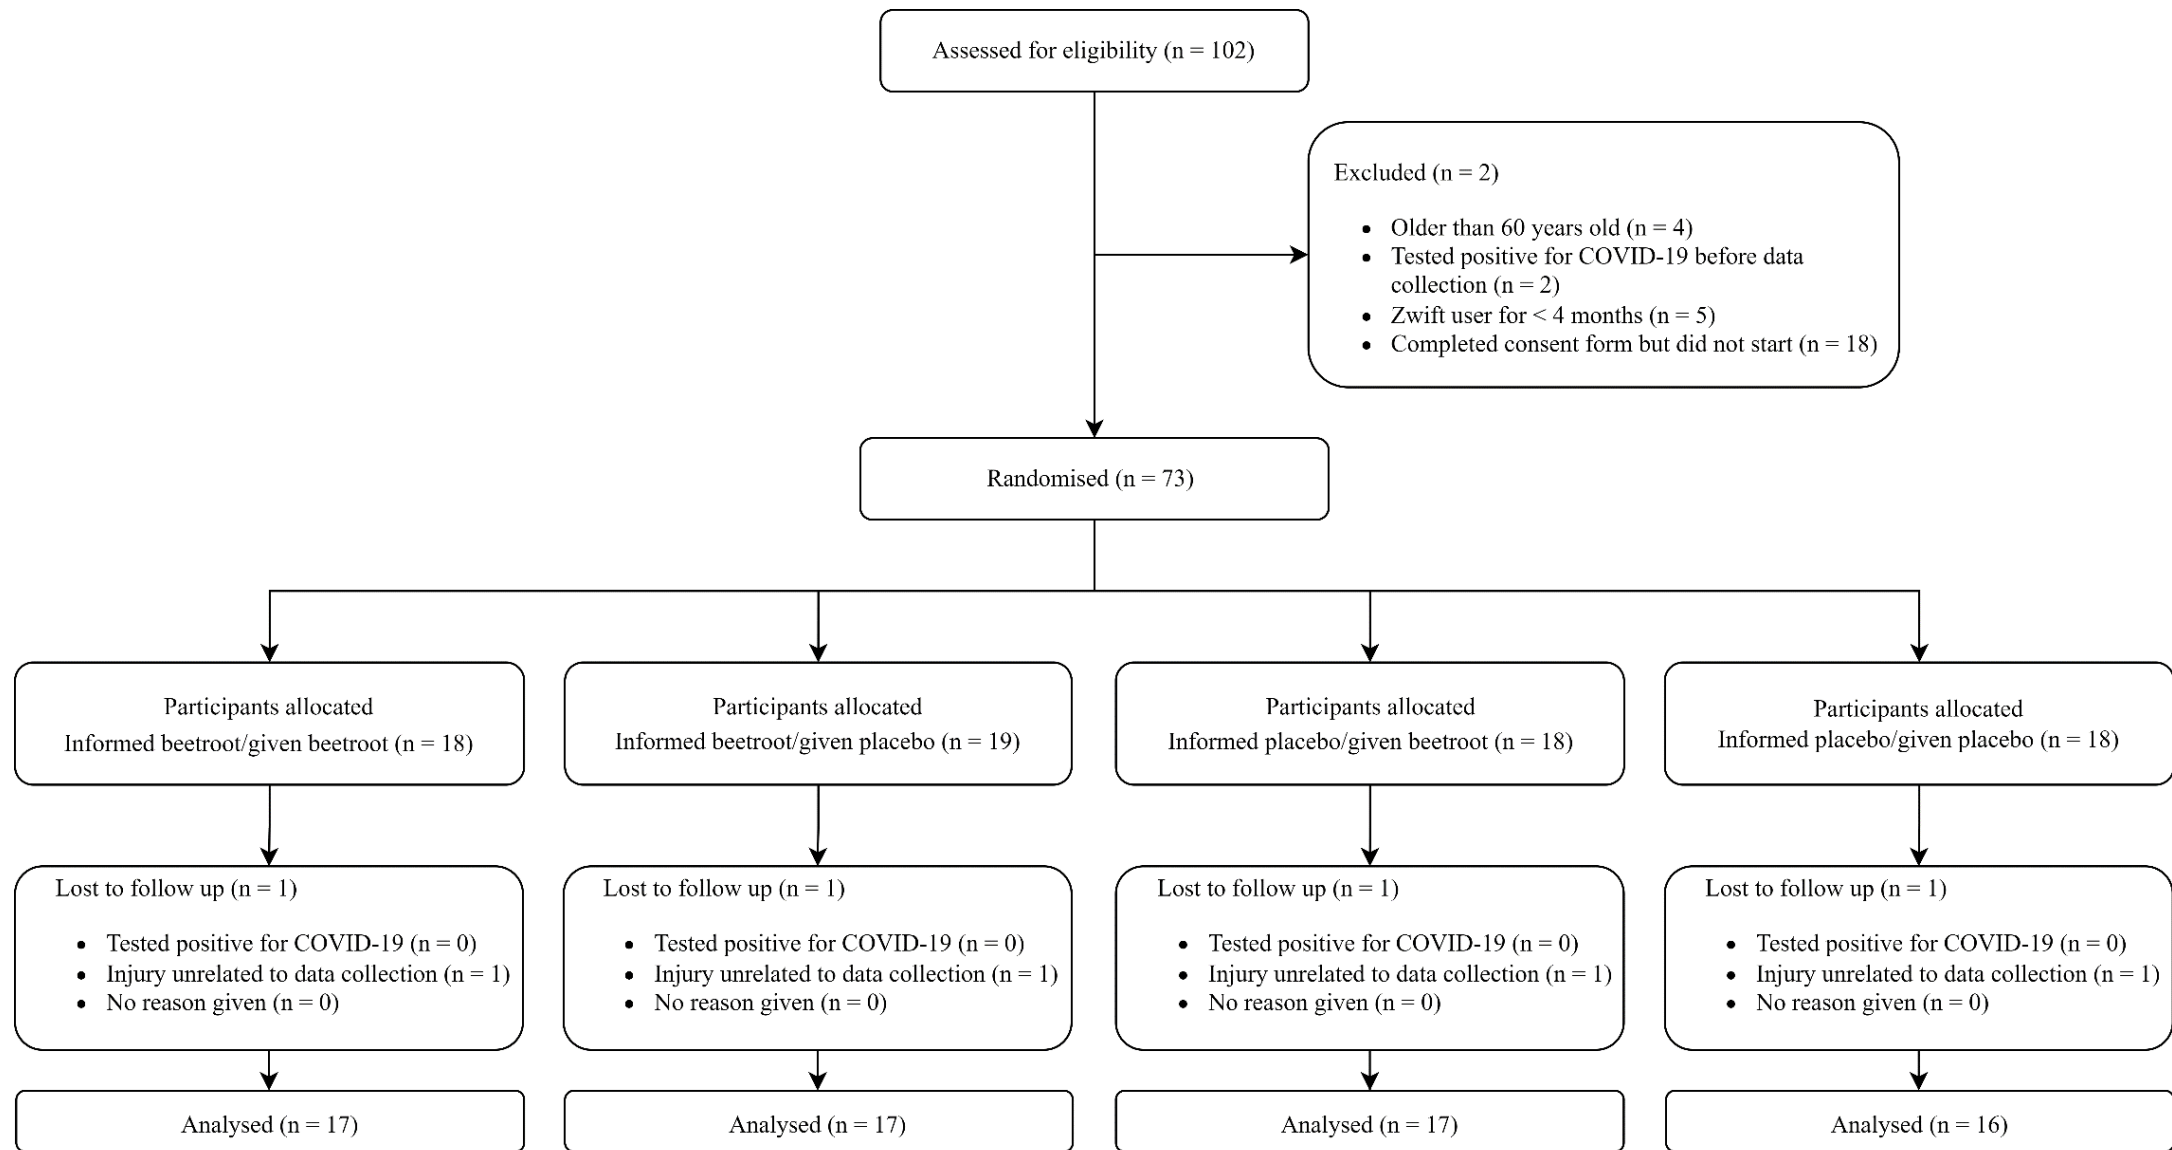 Assessed for eligibility (n = 102)
Excluded (n = 2)
• Older than 60 years old (n = 4)
• Tested positive for COVID-19 before data
collection (n = 2)
• Zwift user for < 4 months (n = 5)
• Completed consent form but did not start (n = 18)
Randomised (n = 73)
Participants allocated
Informed beetroot/given beetroot (n = 18)
Participants allocated
Informed beetroot/given placebo (n = 19)
Participants allocated
Informed placebo/given beetroot (n = 18)
Participants allocated
Informed placebo/given placebo (n = 18)
Lost to follow up (n = 1)
• Tested positive for COVID-19 (n = 0)
• Injury unrelated to data collection (n = 1)
• No reason given (n = 0)
Lost to follow up (n = 1)
• Tested positive for COVID-19 (n = 0)
• Injury unrelated to data collection (n = 1)
• No reason given (n = 0)
Lost to follow up (n = 1)
• Tested positive for COVID-19 (n = 0)
• Injury unrelated to data collection (n = 1)
• No reason given (n = 0)
Lost to follow up (n = 1)
• Tested positive for COVID-19 (n = 0)
• Injury unrelated to data collection (n = 1)
• No reason given (n = 0)
Analysed (n = 17)
Analysed (n = 17)
Analysed (n = 17)
Analysed (n = 16)